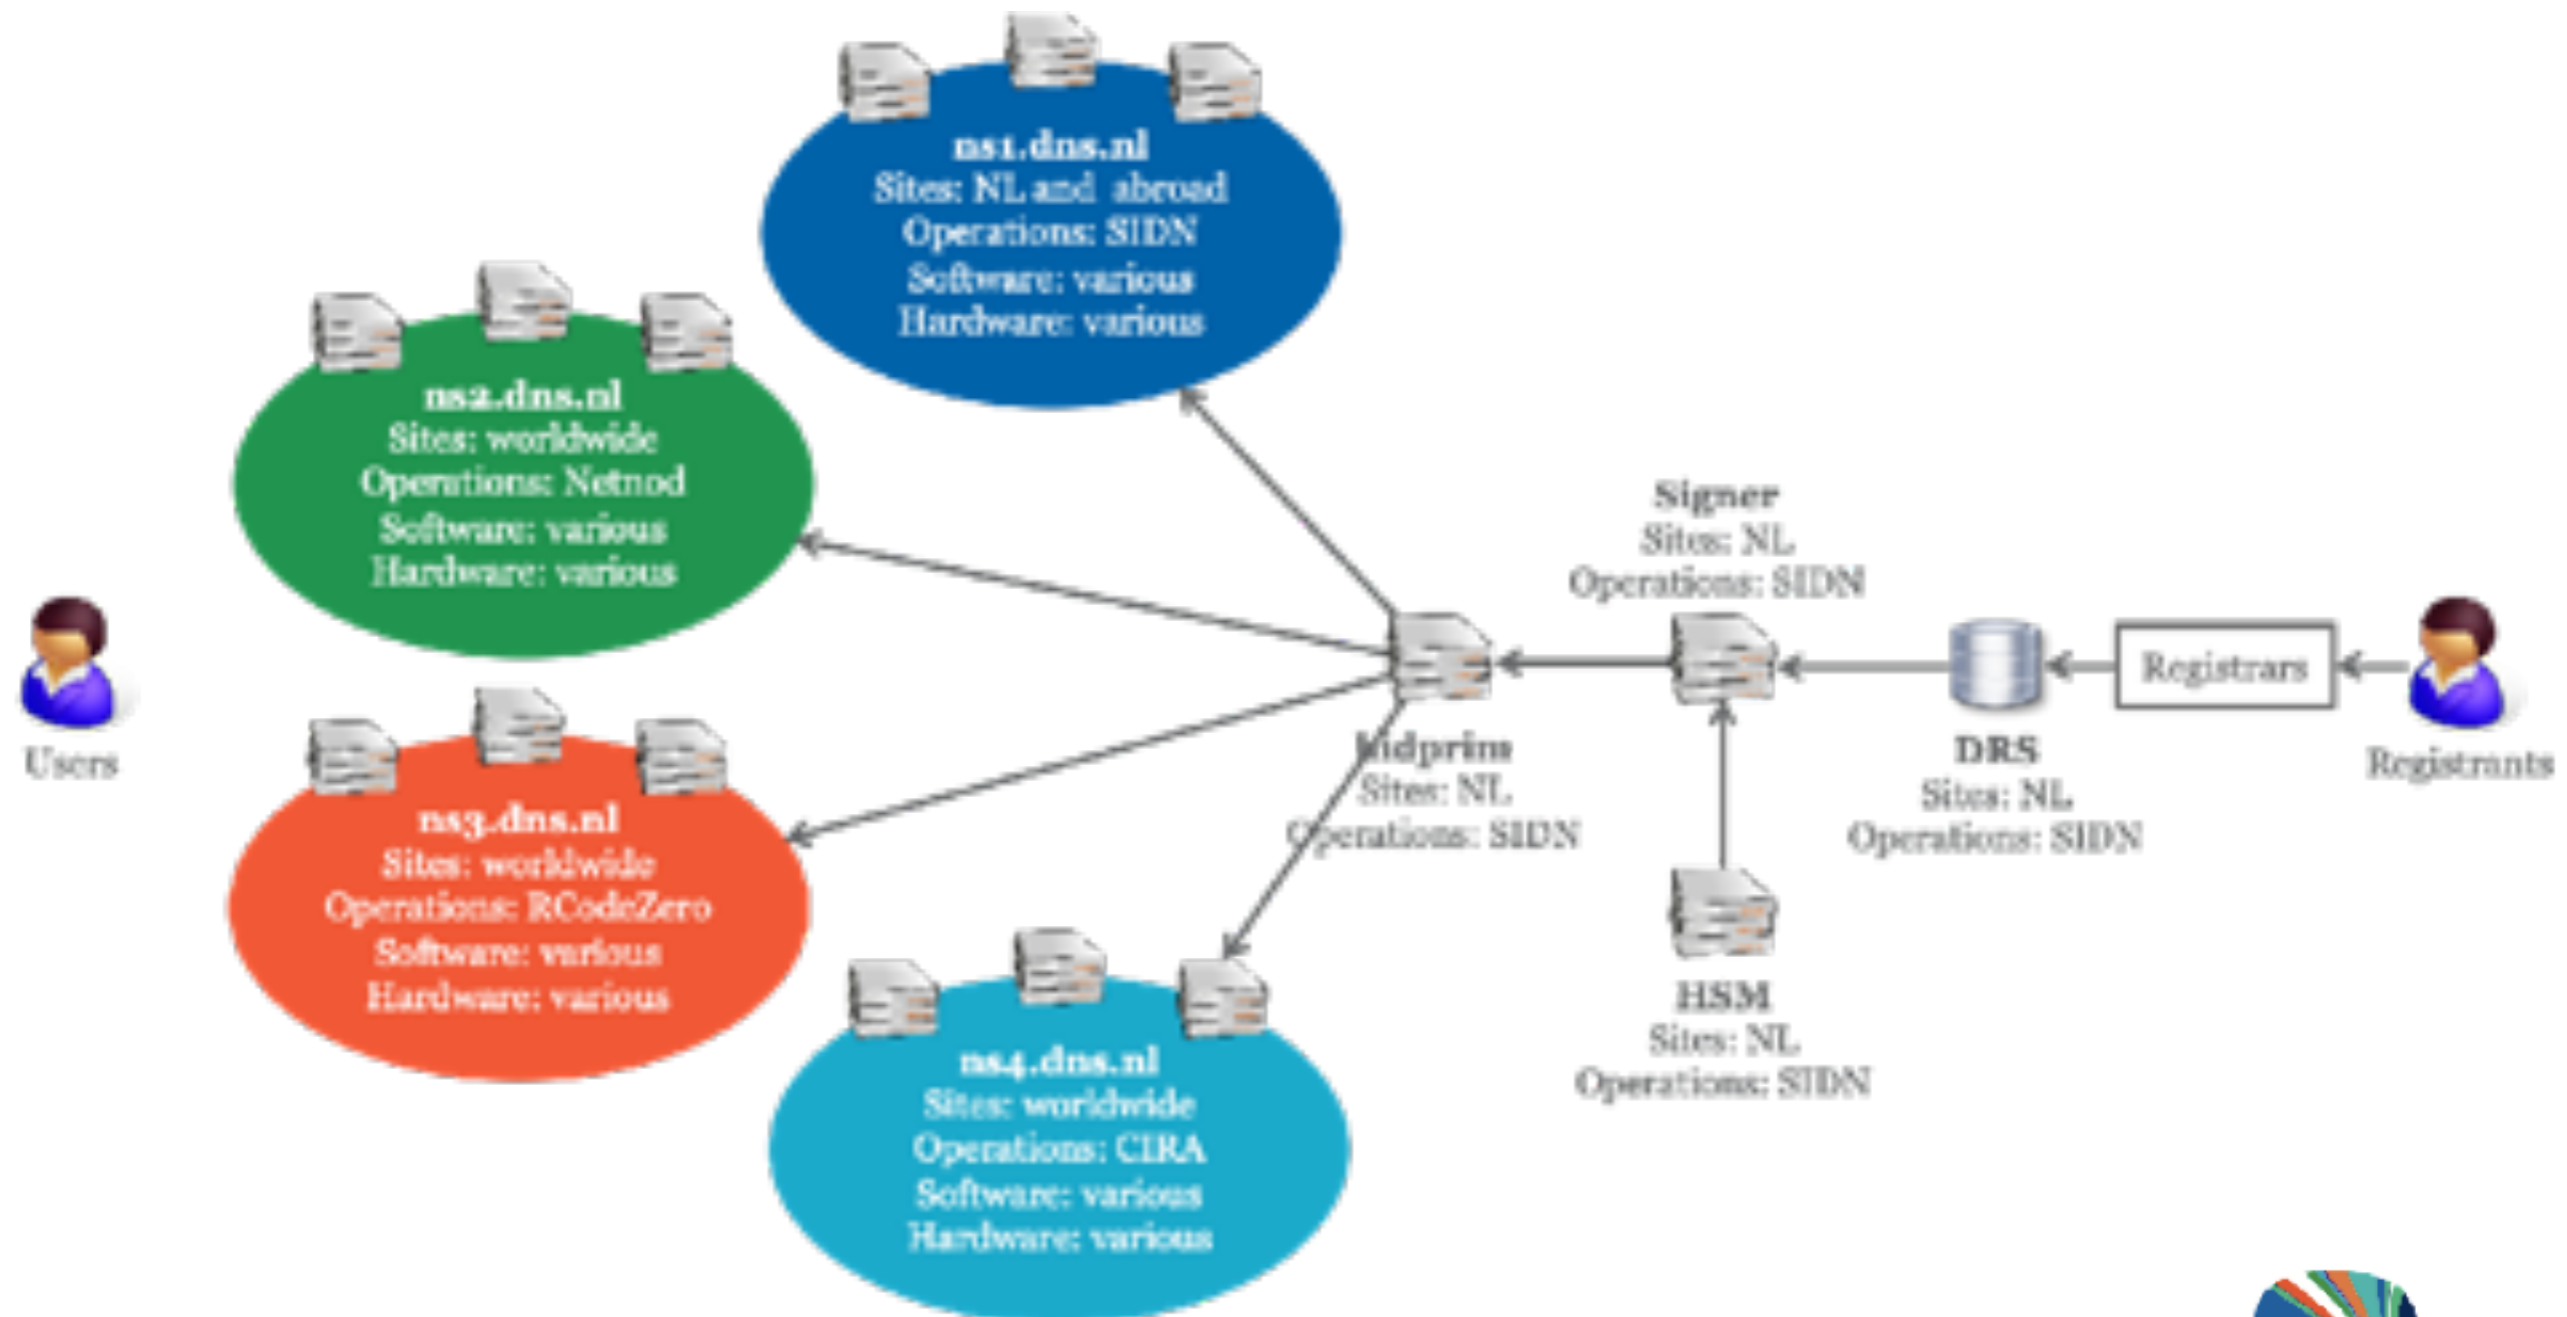 ns1.dns.nl
Sites: NL and abroad
Operations: SIDN
Software: various
Hardware: various
ns2.dns.nl
Sites: worldwide
Operations: Netnod
Software: various
Hardware: various
Signer
Sites: NL
Operations: SIDN
Users
ns3.dns.nl
Sites: worldwide
Operations: RCodeZero
Software: various
Hardware: various
Sites: NL
Operations: SIDN
DRS
Sites: NL
Operations: SIDN
Registrars
Registrants
ns4.dns.nl
Sites: worldwide
Operations: CIRA
Software: various
Hardware: various
HSM
Sites: NL
Operations: SIDN